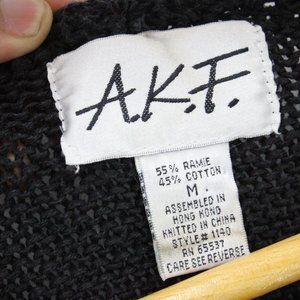 A.K.F.
55% RAMIE
45% COTTON
M
ASSEMBLED IN
HONG KONG
KNITTED IN CHINA
STYLE# 1140
RN 65537
CARE SEE REVERSE